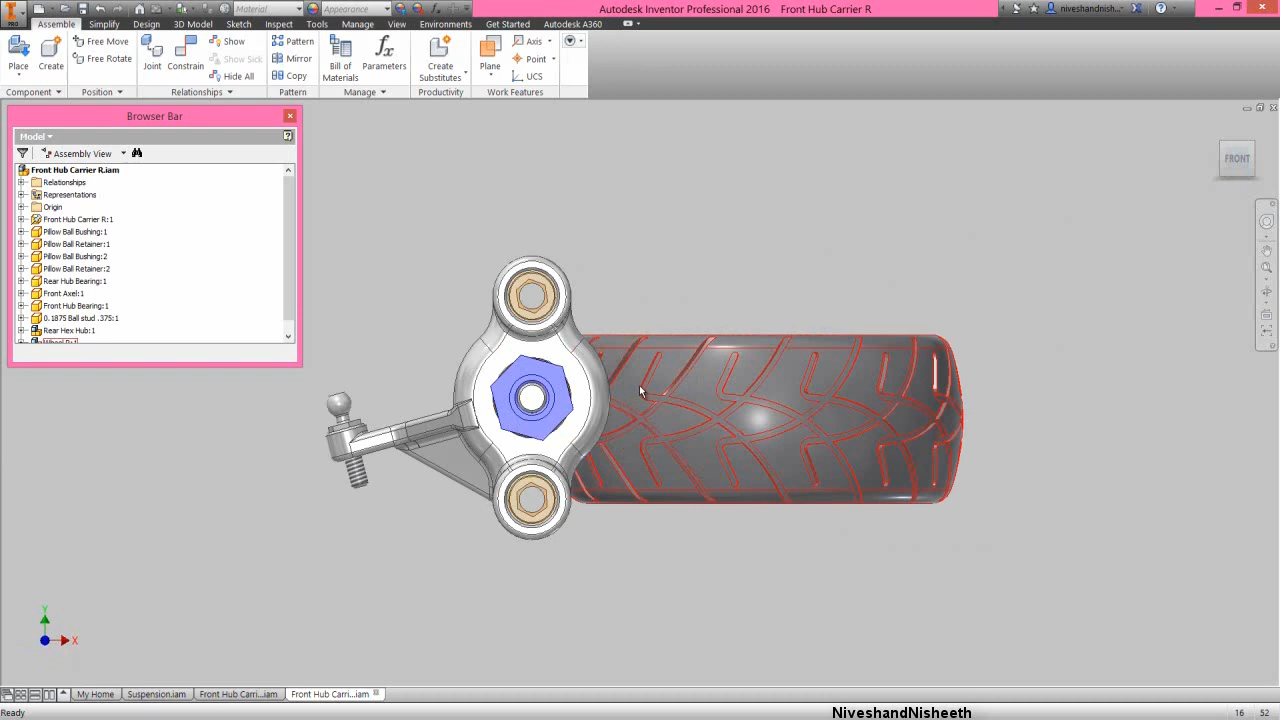 PRO
Material
Appearance
Autodesk Inventor Professional 2016 Front Hub Carrier R
niveshandnish...
Assemble Simplify Design 3D Model Sketch Inspect Tools Manage View Environments Get Started Autodesk A360
Place
Create
Free Move
Free Rotate
Joint
Constrain
Show
Show Sick
Hide All
Pattern
Mirror
Copy
Bill of
Materials
Parameters
Create
Substitutes
Plane
Axis
Point
UCS
Component Position Relationships Pattern Manage Productivity Work Features
Browser Bar
Model
Assembly View
Front Hub Carrier R.iam
Relationships
Representations
Origin
Front Hub Carrier R:1
Pillow Ball Bushing:1
Pillow Ball Retainer:1
Pillow Ball Bushing:2
Pillow Ball Retainer:2
Rear Hub Bearing:1
Front Axel:1
Front Hub Bearing:1
0.1875 Ball stud .375:1
Rear Hex Hub:1
FRONT
Y
X
My Home Suspension.iam Front Hub Carri...iam Front Hub Carri...iam
Ready
NiveshandNisheeth
16 52